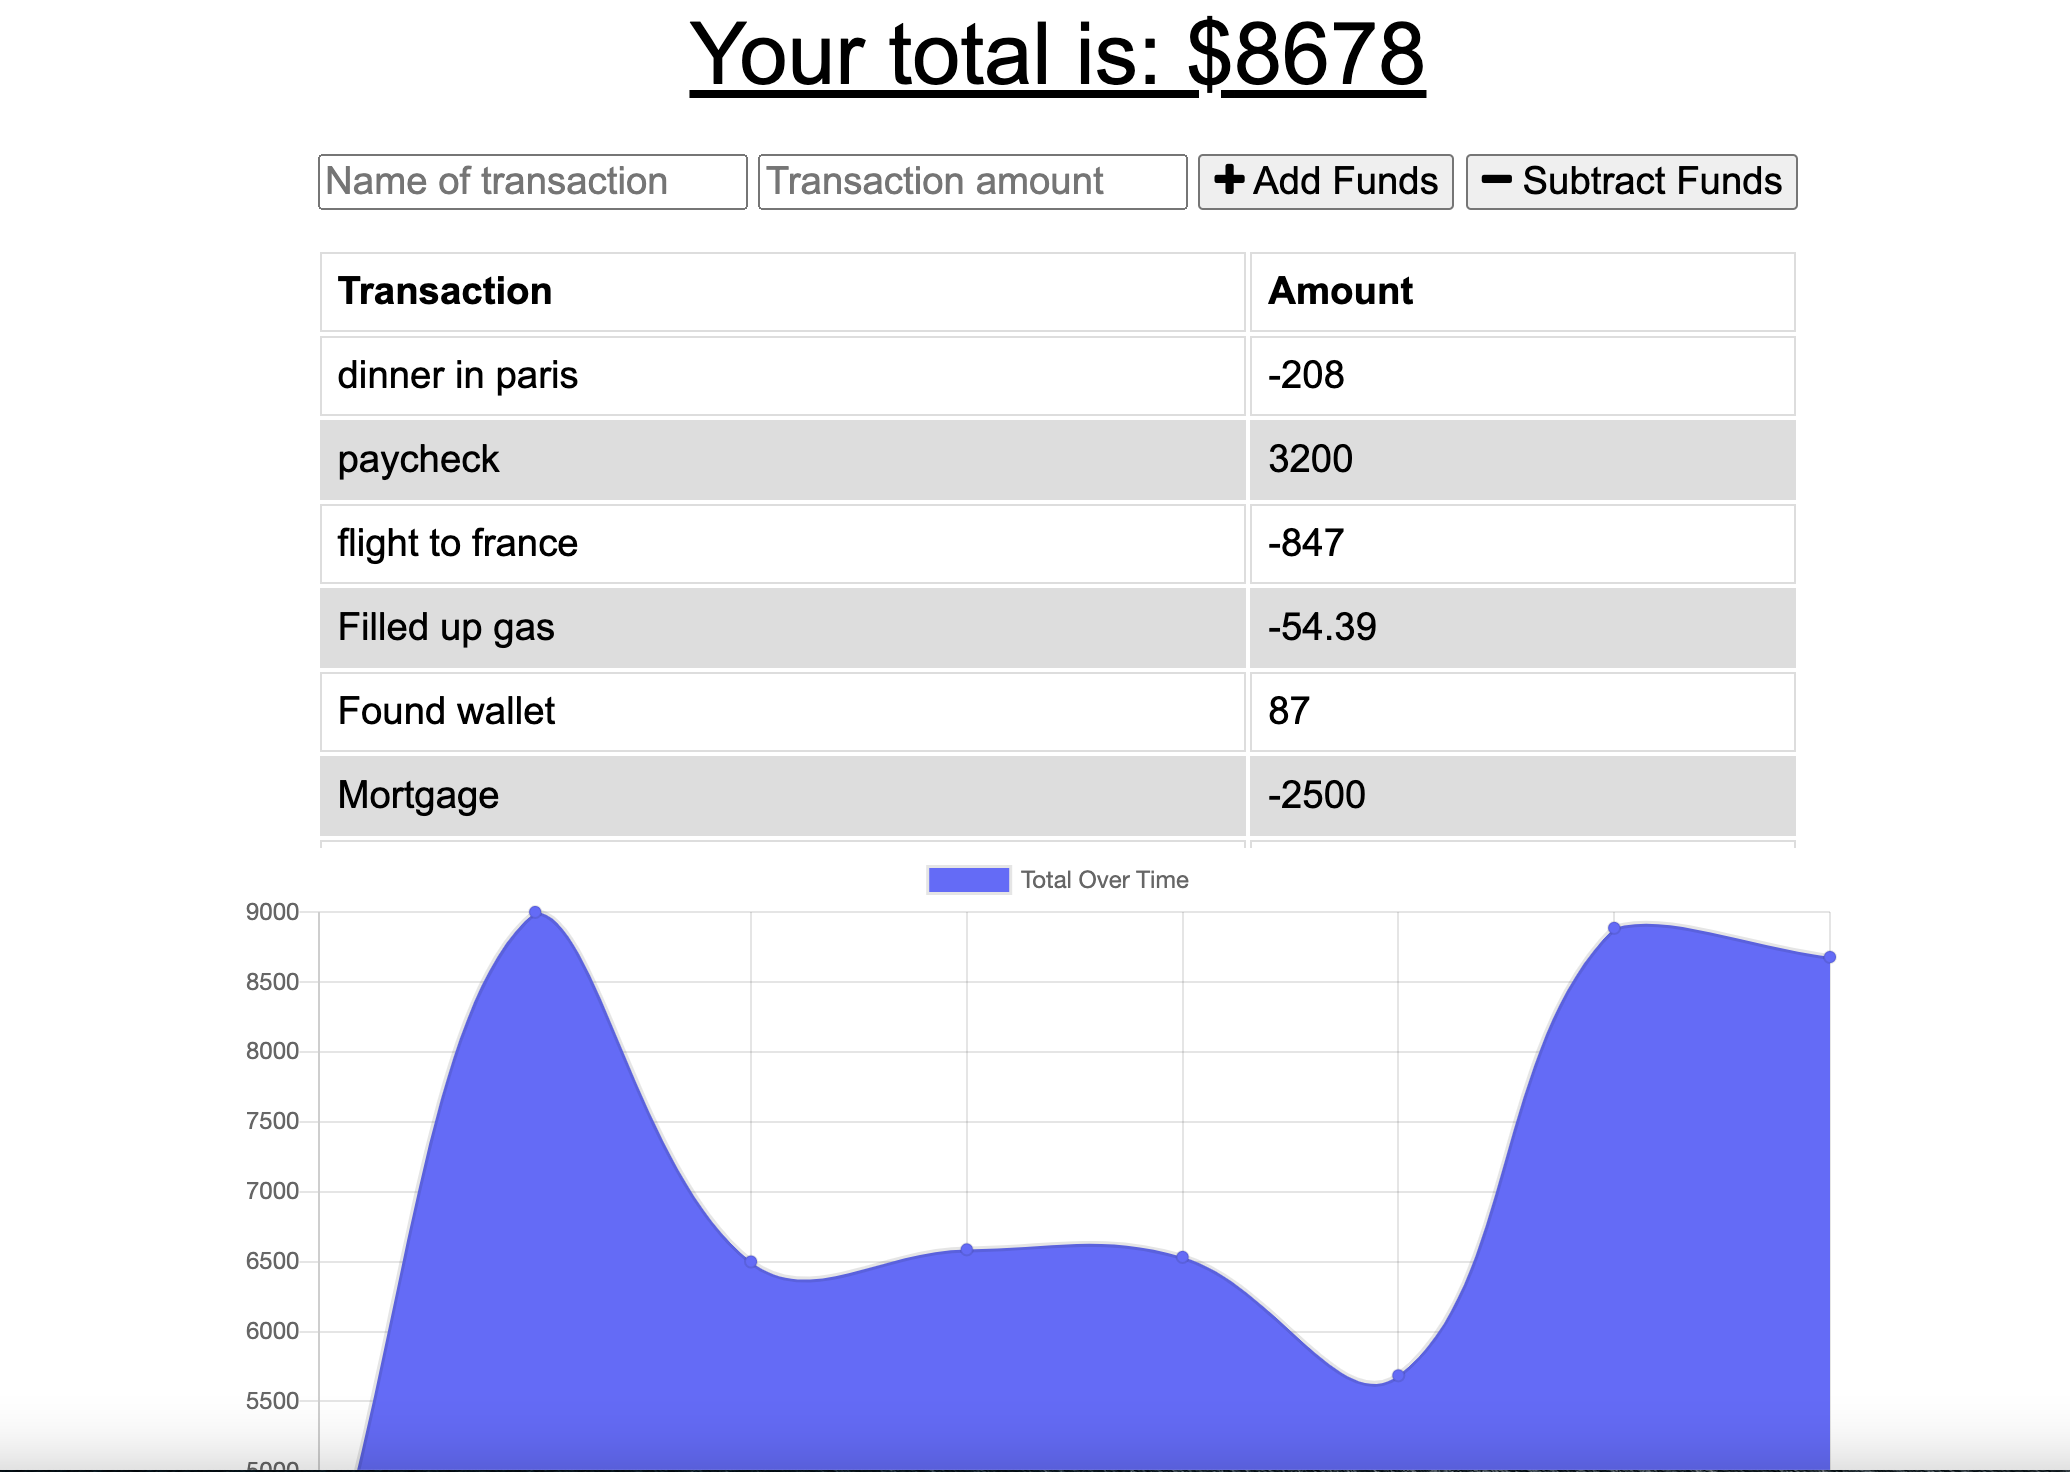 Your total is: $8678
Name of transaction Transaction amount Add Funds Subtract Funds
Transaction Amount
dinner in paris -208
paycheck 3200
flight to france -847
Filled up gas -54.39
Found wallet 87
Mortgage -2500
Total Over Time
9000
8500
8000
7500
7000
6500
6000
5500
5000